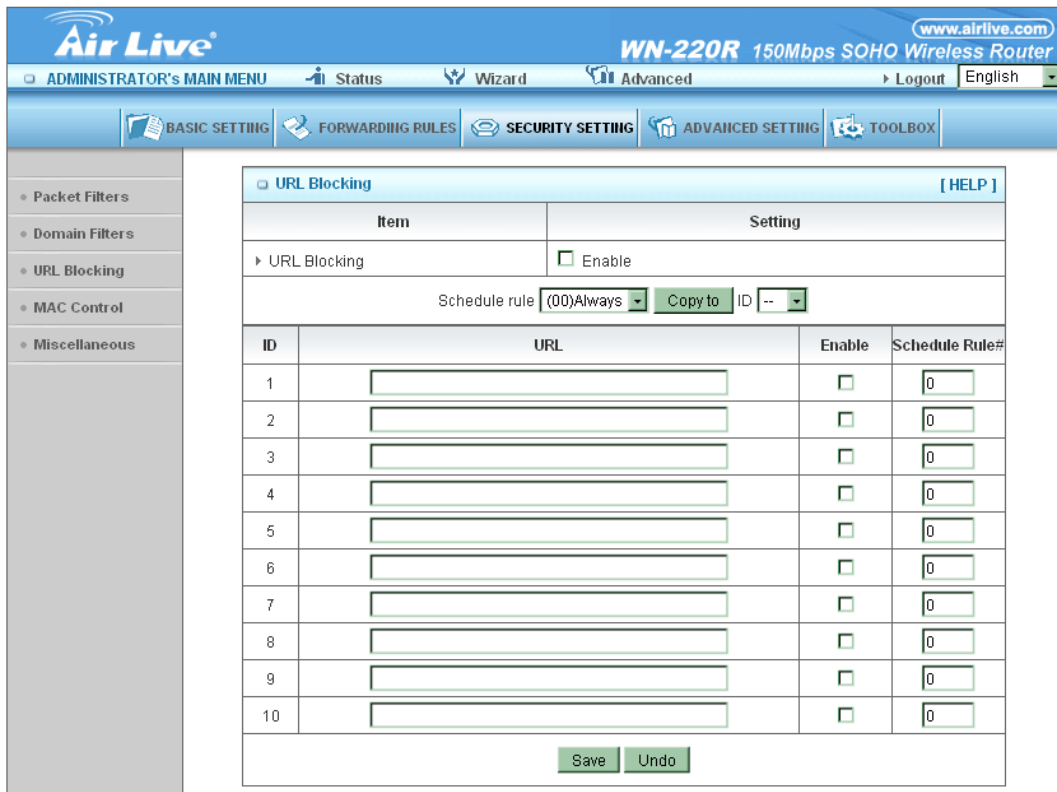 Air Live®
www.airlive.com
WN-220R 150Mbps SOHO Wireless Router
ADMINISTRATOR's MAIN MENU Status Wizard Advanced Logout English
BASIC SETTING FORWARDING RULES SECURITY SETTING ADVANCED SETTING TOOLBOX
Packet Filters
Domain Filters
URL Blocking
MAC Control
Miscellaneous
URL Blocking [ HELP ]
Item Setting
URL Blocking Enable
Schedule rule (00)Always Copy to ID --
ID URL Enable Schedule Rule#
1 0
2 0
3 0
4 0
5 0
6 0
7 0
8 0
9 0
10 0
Save Undo